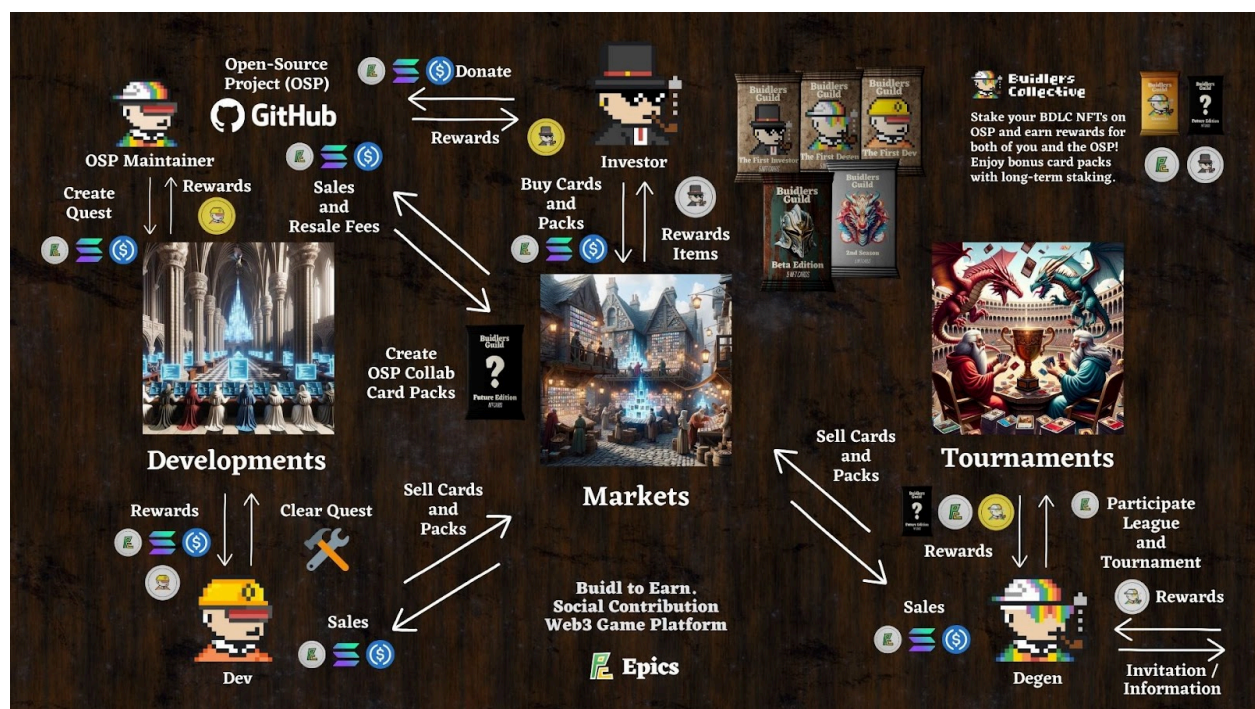 Open-Source
Project (OSP)
GitHub
Donate
Rewards
OSP Maintainer
Create
Quest
Rewards
Sales
and
Resale Fees
Investor
Buy Cards
and
Packs
Rewards
Items
Buidlers
Guild
The First Investor
Buidlers
Guild
The First Degen
Buidlers
Guild
The First Dev
Buidlers
Guild
Beta Edition
5 NFT CARDS
Buidlers
Guild
2nd Season
Buidlers
Collective
Stake your BDLC NFTs on
OSP and earn rewards for
both of you and the OSP!
Enjoy bonus card packs
with long-term staking.
Create
OSP Collab
Card Packs
Buidlers
Guild
?
Future Edition
Developments
Markets
Tournaments
Rewards
Clear Quest
Sell Cards
and
Packs
Sales
Dev
Buidl to Earn.
Social Contribution
Web3 Game Platform
Epics
Sell Cards
and
Packs
?
Rewards
Participate
League
and
Tournament
Sales
Rewards
Degen
Invitation /
Information